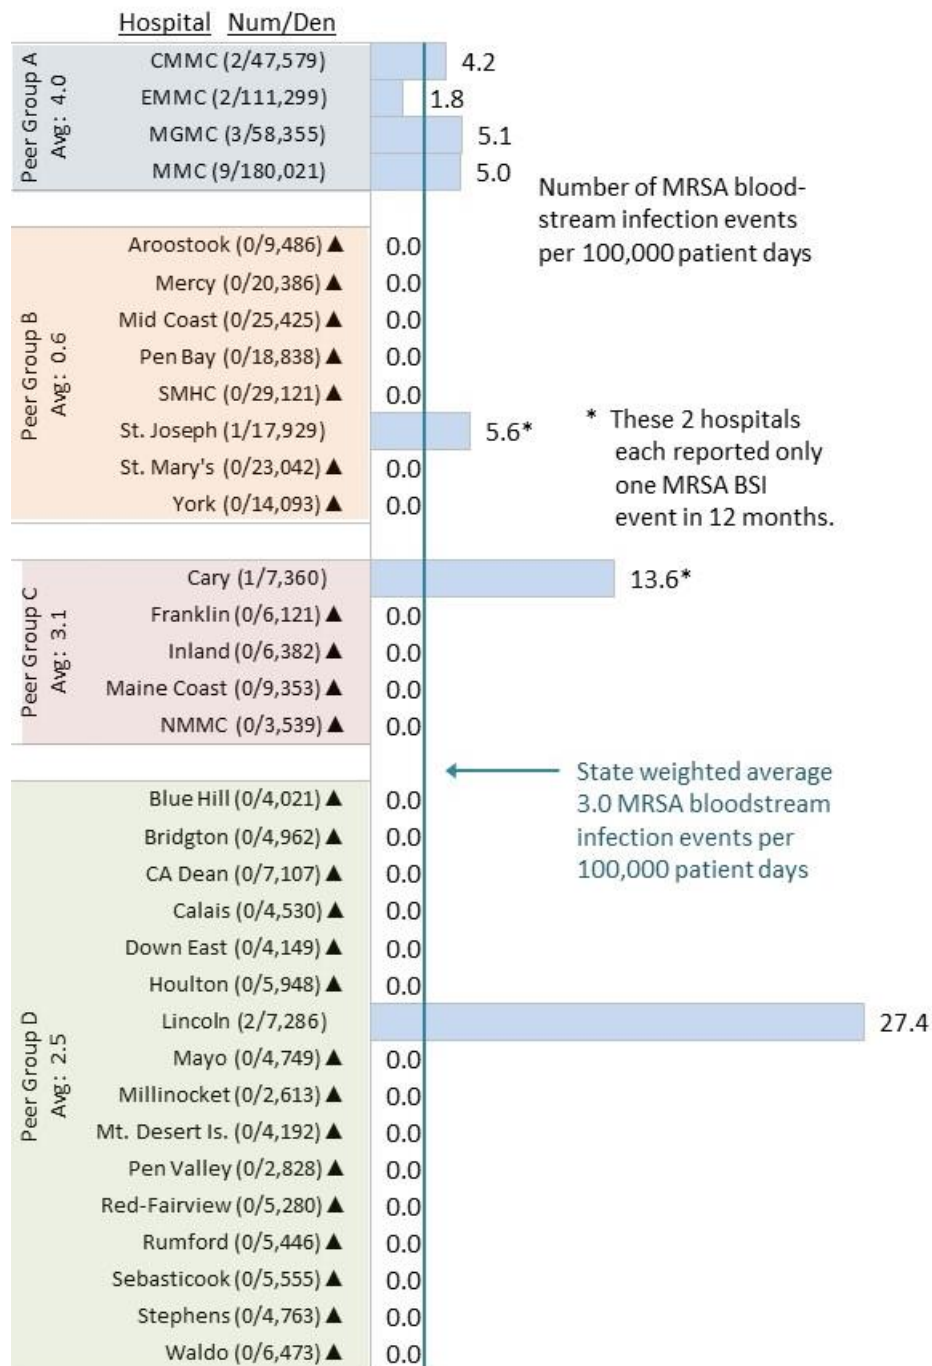 Hospital Num/Den
Peer Group A
Avg: 4.0
CMMC (2/47,579) 4.2
EMMC (2/111,299) 1.8
MGMC (3/58,355) 5.1
MMC (9/180,021) 5.0
Number of MRSA blood-
stream infection events
per 100,000 patient days
Peer Group B
Avg: 0.6
Aroostook (0/9,486) ▲ 0.0
Mercy (0/20,386) ▲ 0.0
Mid Coast (0/25,425) ▲ 0.0
Pen Bay (0/18,838) ▲ 0.0
SMHC (0/29,121) ▲ 0.0
St. Joseph (1/17,929) 5.6*
St. Mary's (0/23,042) ▲ 0.0
York (0/14,093) ▲ 0.0
* These 2 hospitals
each reported only
one MRSA BSI
event in 12 months.
Peer Group C
Avg: 3.1
Cary (1/7,360) 13.6*
Franklin (0/6,121) ▲ 0.0
Inland (0/6,382) ▲ 0.0
Maine Coast (0/9,353) ▲ 0.0
NMMC (0/3,539) ▲ 0.0
State weighted average
3.0 MRSA bloodstream
infection events per
100,000 patient days
Peer Group D
Avg: 2.5
Blue Hill (0/4,021) ▲ 0.0
Bridgton (0/4,962) ▲ 0.0
CA Dean (0/7,107) ▲ 0.0
Calais (0/4,530) ▲ 0.0
Down East (0/4,149) ▲ 0.0
Houlton (0/5,948) ▲ 0.0
Lincoln (2/7,286) 27.4
Mayo (0/4,749) ▲ 0.0
Millinocket (0/2,613) ▲ 0.0
Mt. Desert Is. (0/4,192) ▲ 0.0
Pen Valley (0/2,828) ▲ 0.0
Red-Fairview (0/5,280) ▲ 0.0
Rumford (0/5,446) ▲ 0.0
Sebasticook (0/5,555) ▲ 0.0
Stephens (0/4,763) ▲ 0.0
Waldo (0/6,473) ▲ 0.0